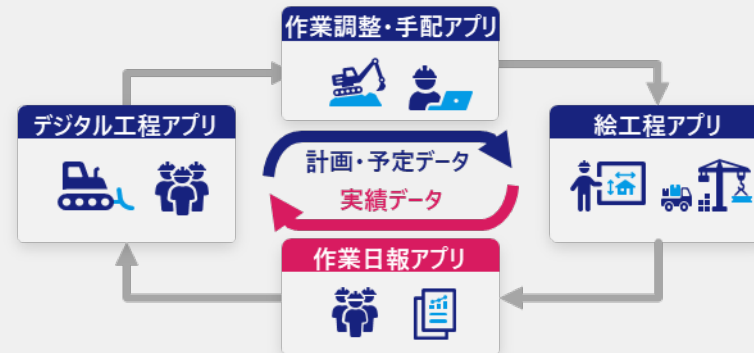 作業調整・手配アプリ
デジタル工程アプリ
絵工程アプリ
計画・予定データ
実績データ
作業日報アプリ